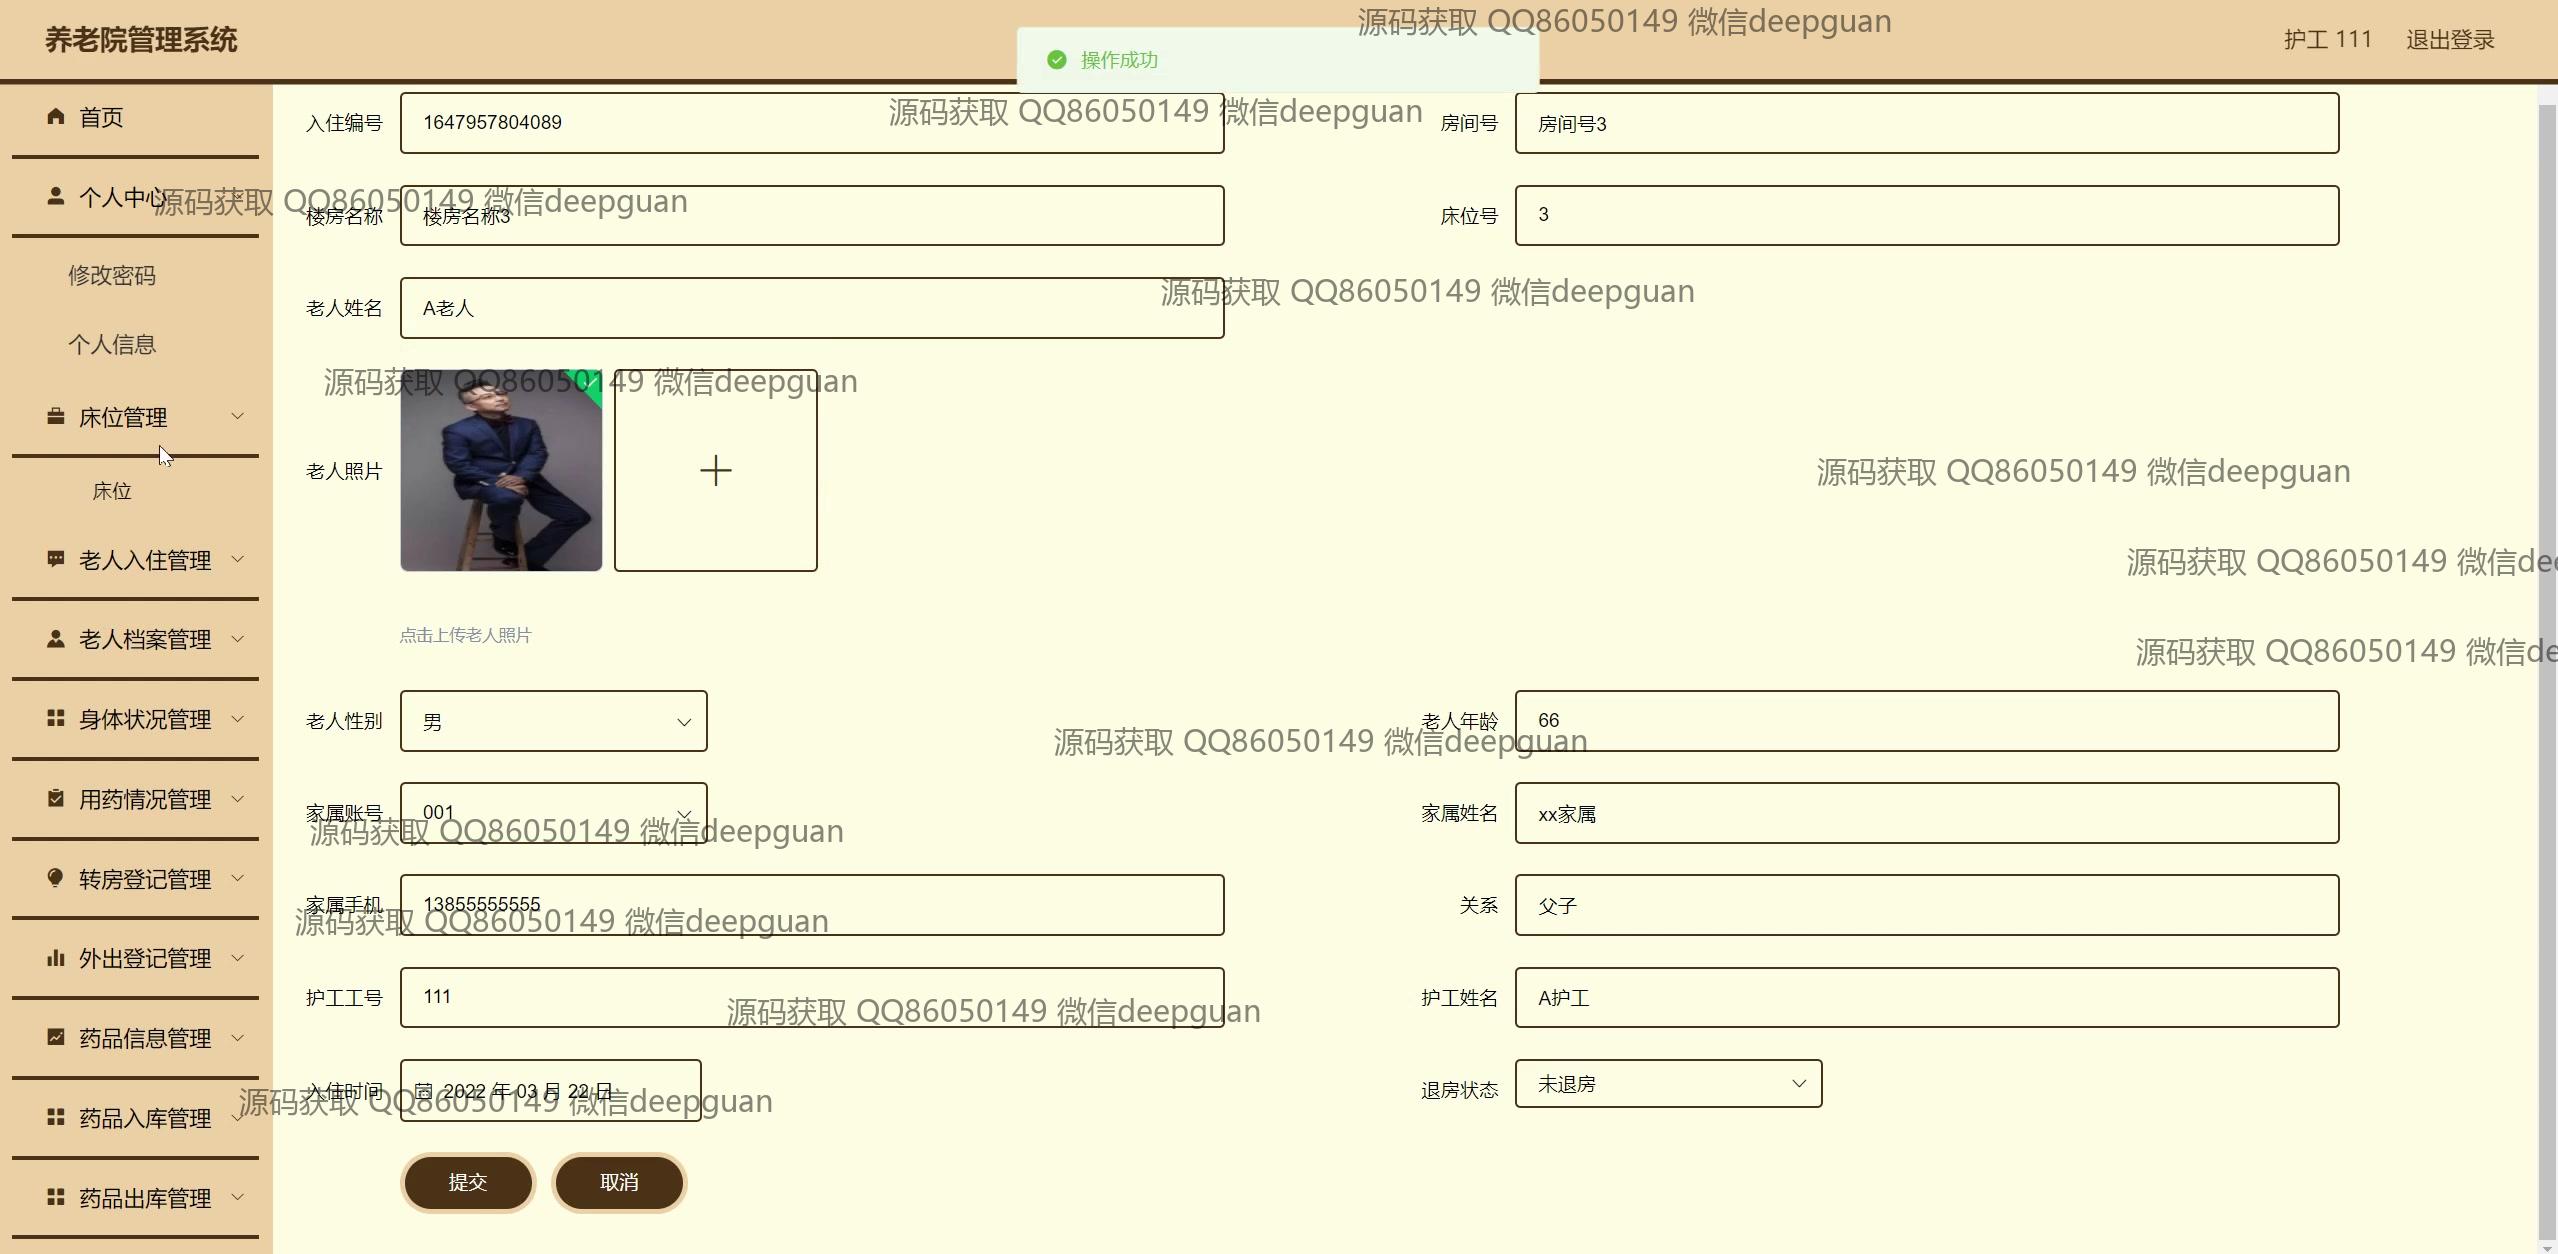 养老院管理系统
操作成功
护工 111
退出登录
源码获取 QQ86050149 微信deepguan
首页
入住编号
1647957804089
源码获取 QQ86050149 微信deepguan
房间号
房间号3
个人中心
源码获取 QQ86050149 微信deepguan
楼房名称
楼房名称3
床位号
3
修改密码
老人姓名
A老人
源码获取 QQ86050149 微信deepguan
个人信息
源码获取 QQ86050149 微信deepguan
床位管理
老人照片
源码获取 QQ86050149 微信deepguan
床位
老人入住管理
源码获取 QQ86050149 微信dee
老人档案管理
点击上传老人照片
源码获取 QQ86050149 微信de
身体状况管理
老人性别
男
老人年龄
66
源码获取 QQ86050149 微信deepguan
用药情况管理
家属账号
001
家属姓名
xx家属
源码获取 QQ86050149 微信deepguan
转房登记管理
家属手机
13855555555
关系
父子
源码获取 QQ86050149 微信deepguan
外出登记管理
护工工号
111
护工姓名
A护工
源码获取 QQ86050149 微信deepguan
药品信息管理
入住时间
2022 年 03 月 22 日
退房状态
未退房
源码获取 QQ86050149 微信deepguan
药品入库管理
提交
取消
药品出库管理